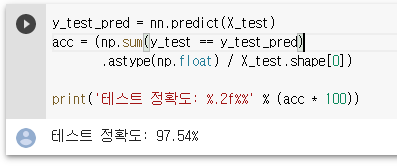 y_test_pred = nn.predict(X_test)
acc = (np.sum(y_test == y_test_pred)
.astype(np.float) / X_test.shape[0])
print('테스트 정확도: %.2f%%' % (acc * 100))
테스트 정확도: 97.54%